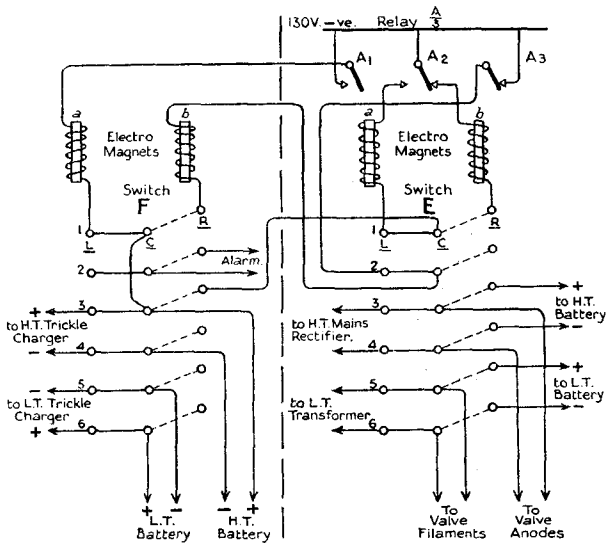 130V. -ve. Relay A/3
A1 A2 A3
a b a b
Electro
Magnets
Electro
Magnets
Switch
F
Switch
E
R R
1 L C 1 L C
2 Alarm. 2
+ 3
to H.T. Trickle
Charger
- 4
- 5
to L.T. Trickle
Charger
+ 6
3
to H.T. Mains
Rectifier.
4
5
to L.T.
Transformer
6
+
to H.T.
Battery
-
+
to L.T.
Battery
-
+ - - +
L.T.
Battery
H.T.
Battery
To
Valve
Filaments
To
Valve
Anodes